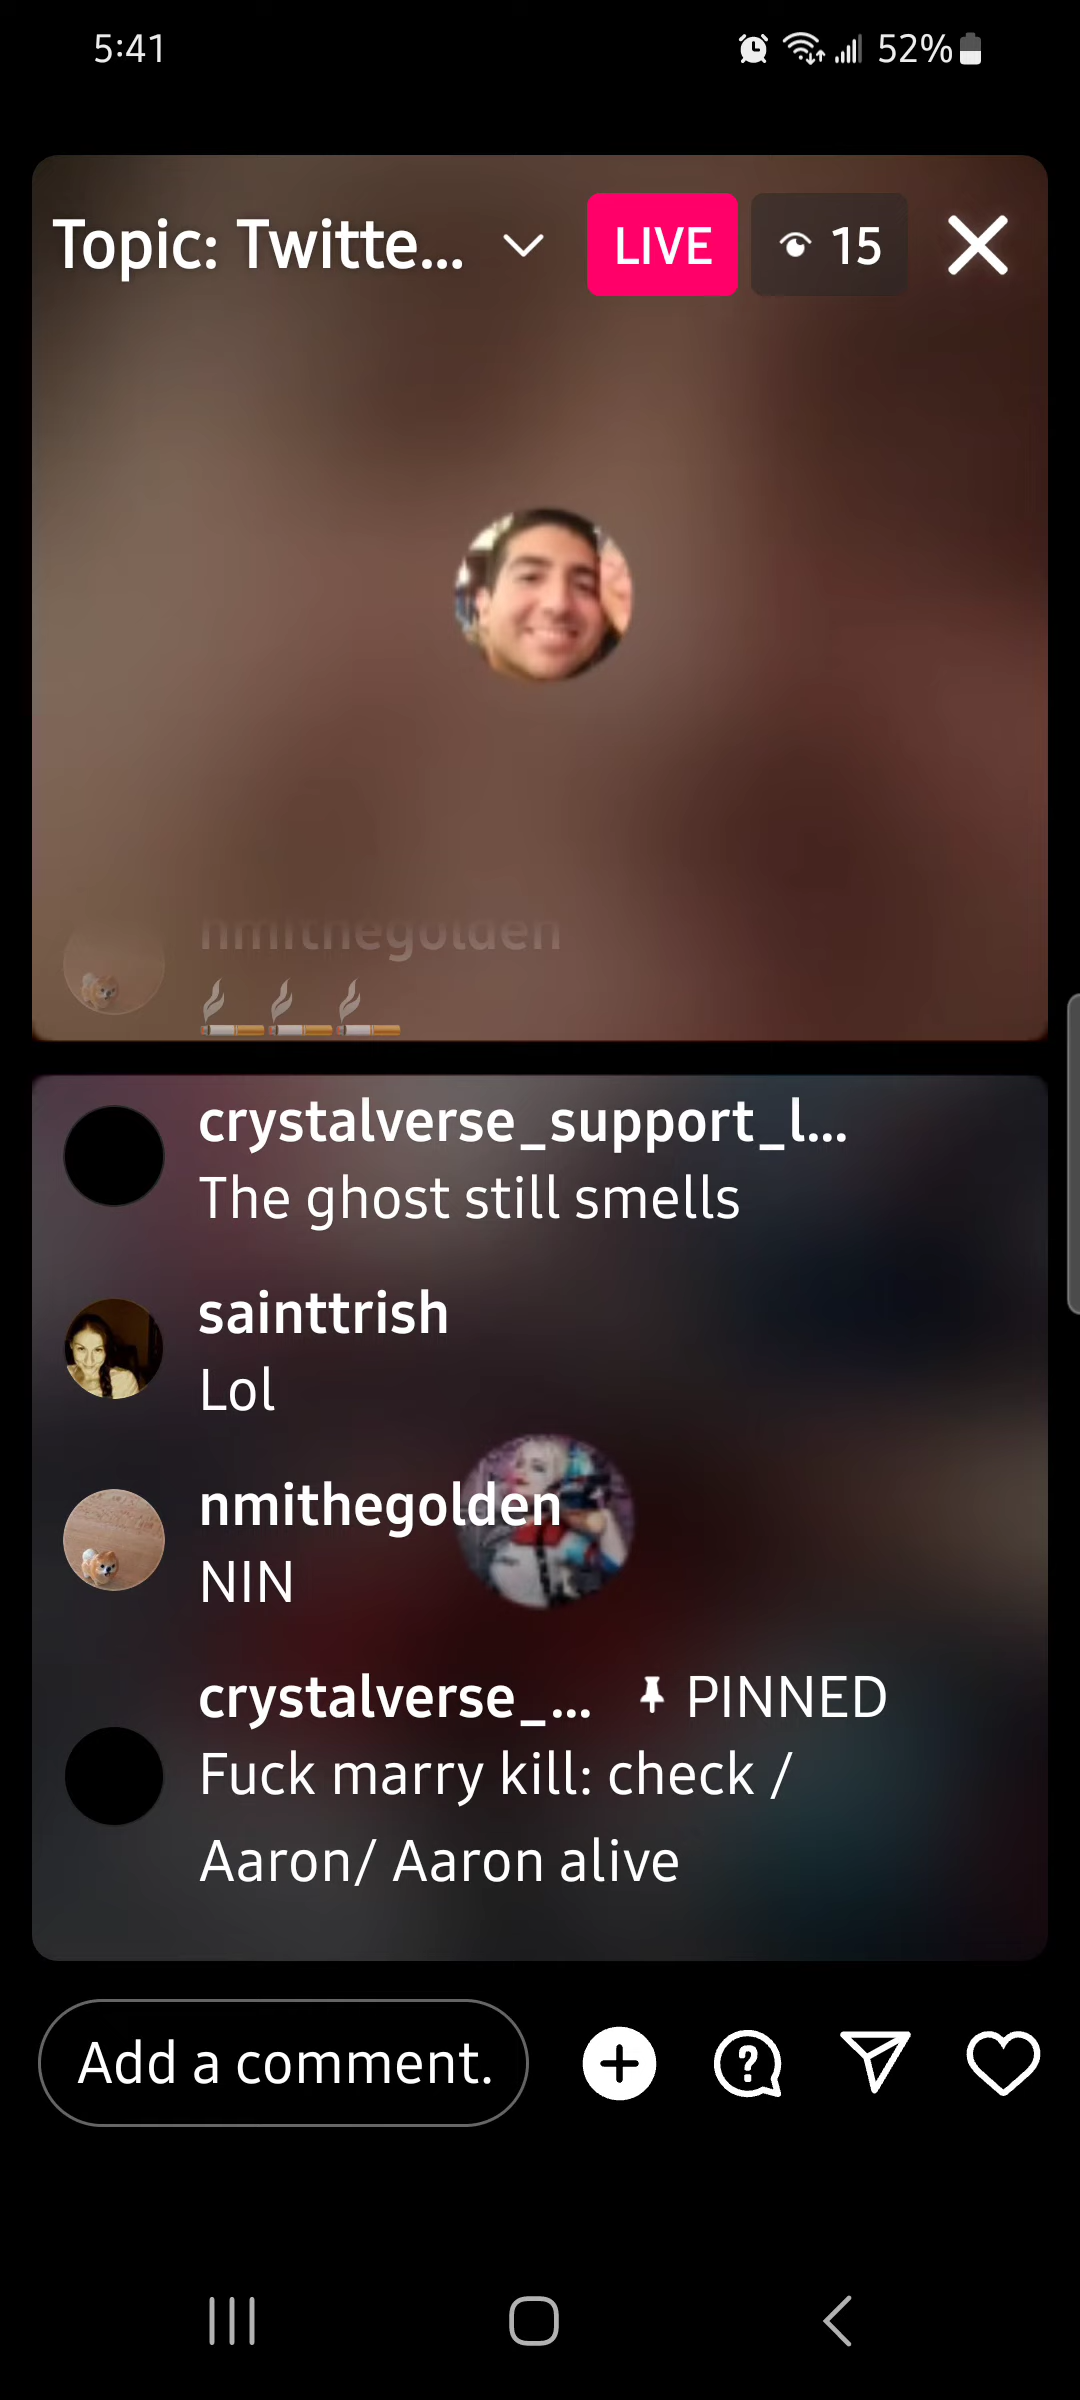 5:41
52%
Topic: Twitte...
LIVE
15
nmithegolden
🚬🚬🚬
crystalverse_support_l...
The ghost still smells
sainttrish
Lol
nmithegolden
NIN
crystalverse_... PINNED
Fuck marry kill: check /
Aaron/ Aaron alive
Add a comment.